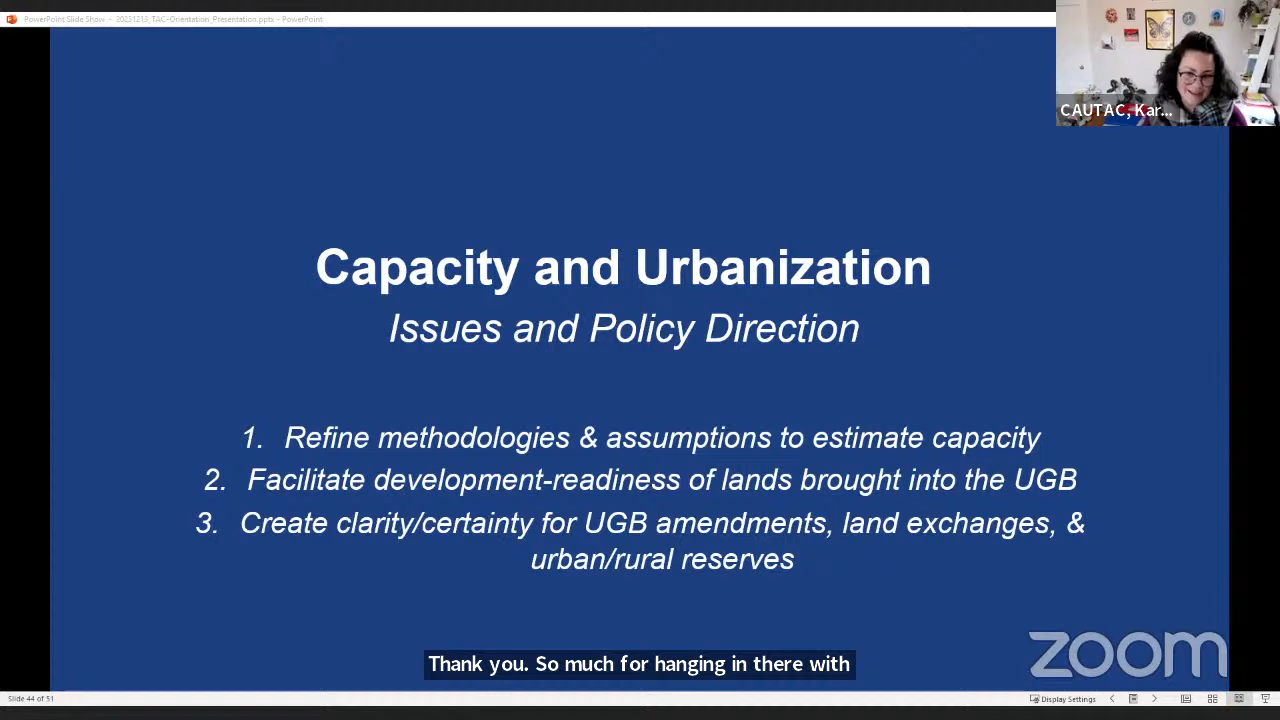 PowerPoint Slide Show - 20231213_TAC-Orientation_Presentation.pptx - PowerPoint
CAUTAC, Kar...
Capacity and Urbanization
Issues and Policy Direction
1. Refine methodologies & assumptions to estimate capacity
2. Facilitate development-readiness of lands brought into the UGB
3. Create clarity/certainty for UGB amendments, land exchanges, &
urban/rural reserves
Thank you. So much for hanging in there with
zoom
Slide 44 of 51
Display Settings